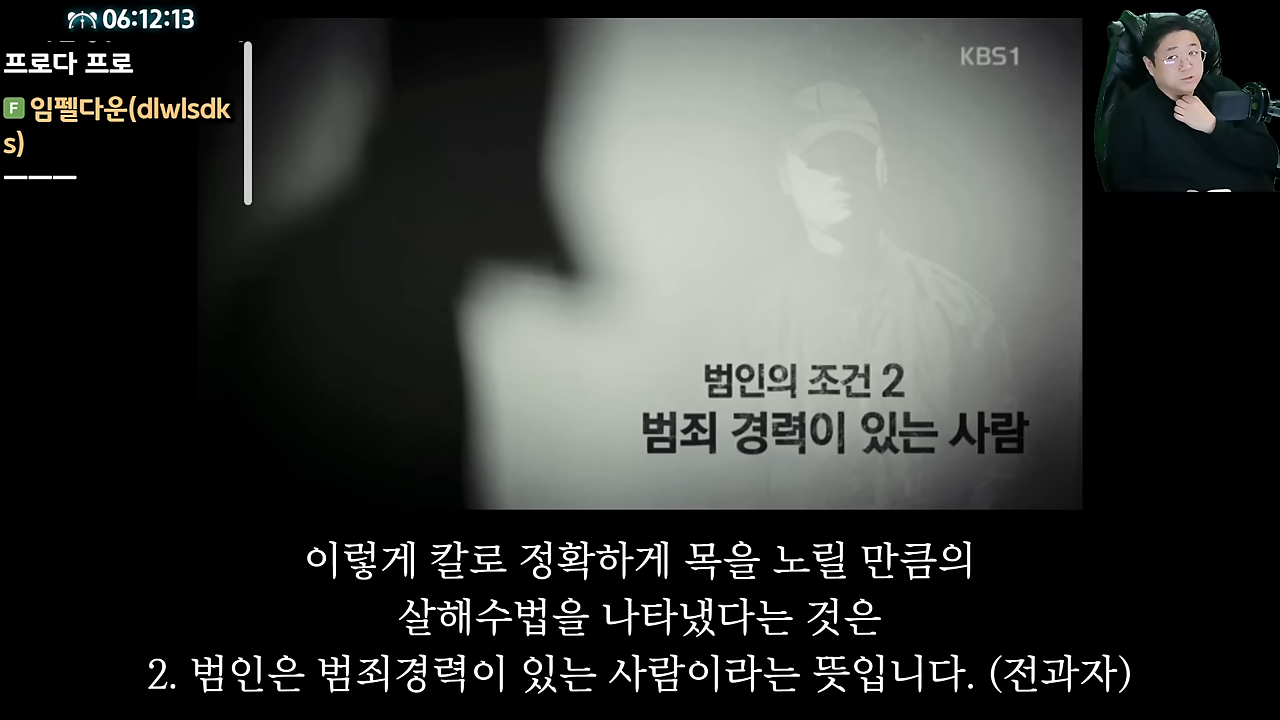 06:12:13
프로다 프로
F 임펠다운(dlwlsdk
s)
ㅡㅡㅡ
KBS1
범인의 조건 2
범죄 경력이 있는 사람
이렇게 칼로 정확하게 목을 노릴 만큼의
살해수법을 나타냈다는 것은
2. 범인은 범죄경력이 있는 사람이라는 뜻입니다. (전과자)